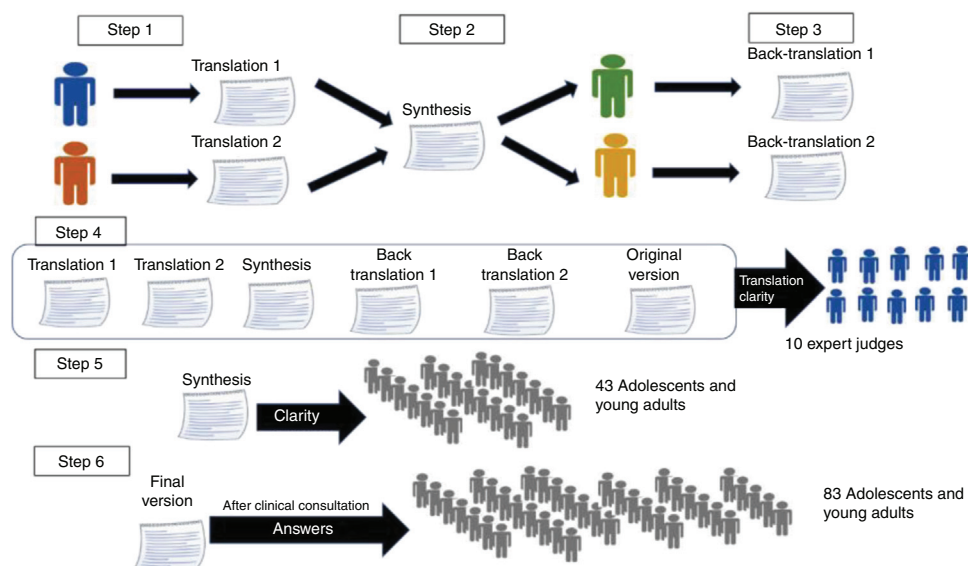 Step 1
Step 2
Step 3
Translation 1
Back-translation 1
Synthesis
Translation 2
Back-translation 2
Step 4
Translation 1
Translation 2
Synthesis
Back
translation 1
Back
translation 2
Original
version
Translation
clarity
10 expert judges
Step 5
Synthesis
Clarity
43 Adolescents and
young adults
Step 6
Final
version
After clinical consultation
Answers
83 Adolescents and
young adults